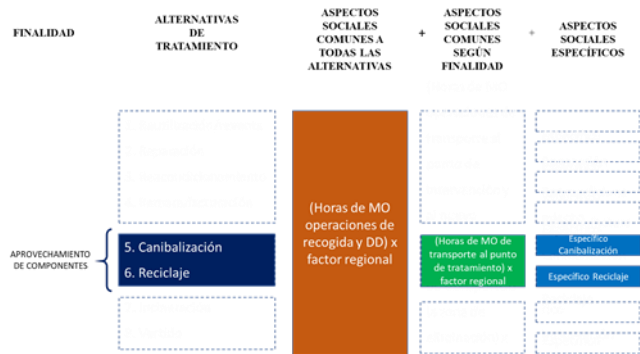 FINALIDAD
ALTERNATIVAS
DE
TRATAMIENTO
ASPECTOS
SOCIALES
COMUNES A
TODAS LAS
ALTERNATIVAS
+
ASPECTOS
SOCIALES
COMUNES
SEGÚN
FINALIDAD
+
ASPECTOS
SOCIALES
ESPECÍFICOS
APROVECHAMIENTO
DE COMPONENTES
5. Canibalización
6. Reciclaje
(Horas de MO
operaciones de
recogida y DD) x
factor regional
(Horas de MO de
transporte al punto
de tratamiento) x
factor regional
Específico
Canibalización
Específico Reciclaje